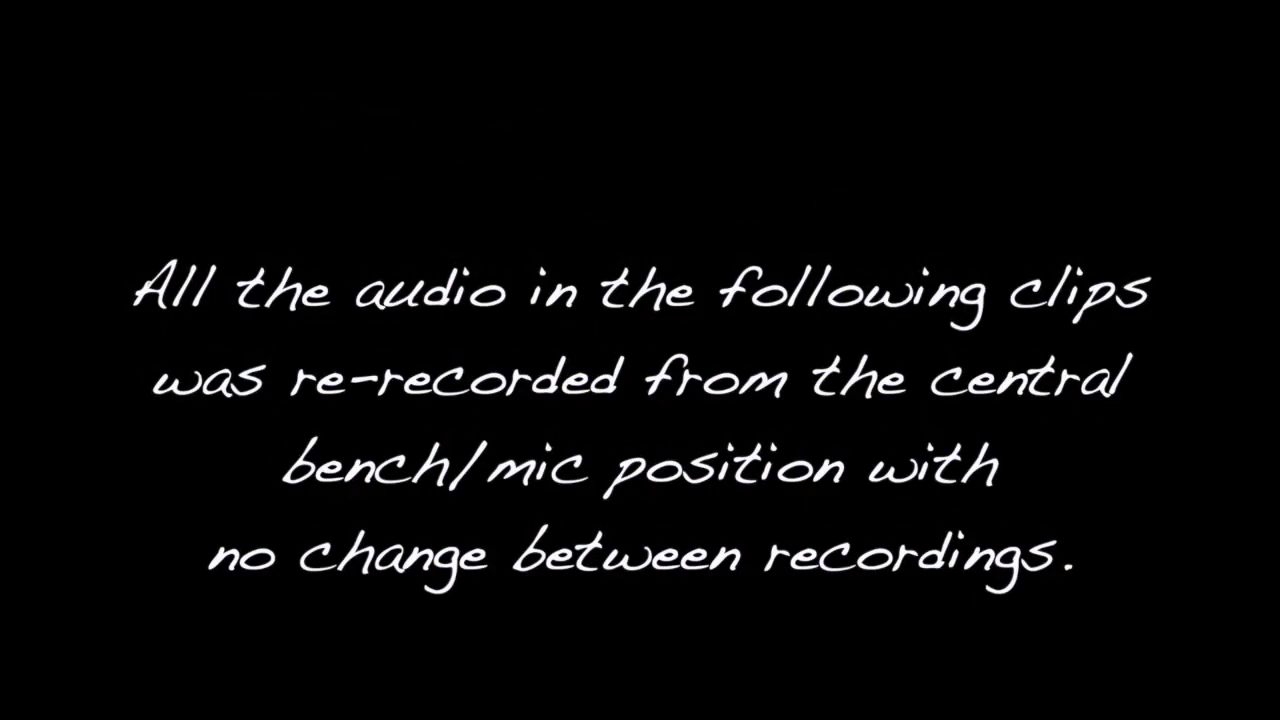 All the audio in the following clips
was re-recorded from the central
bench/mic position with
no change between recordings.